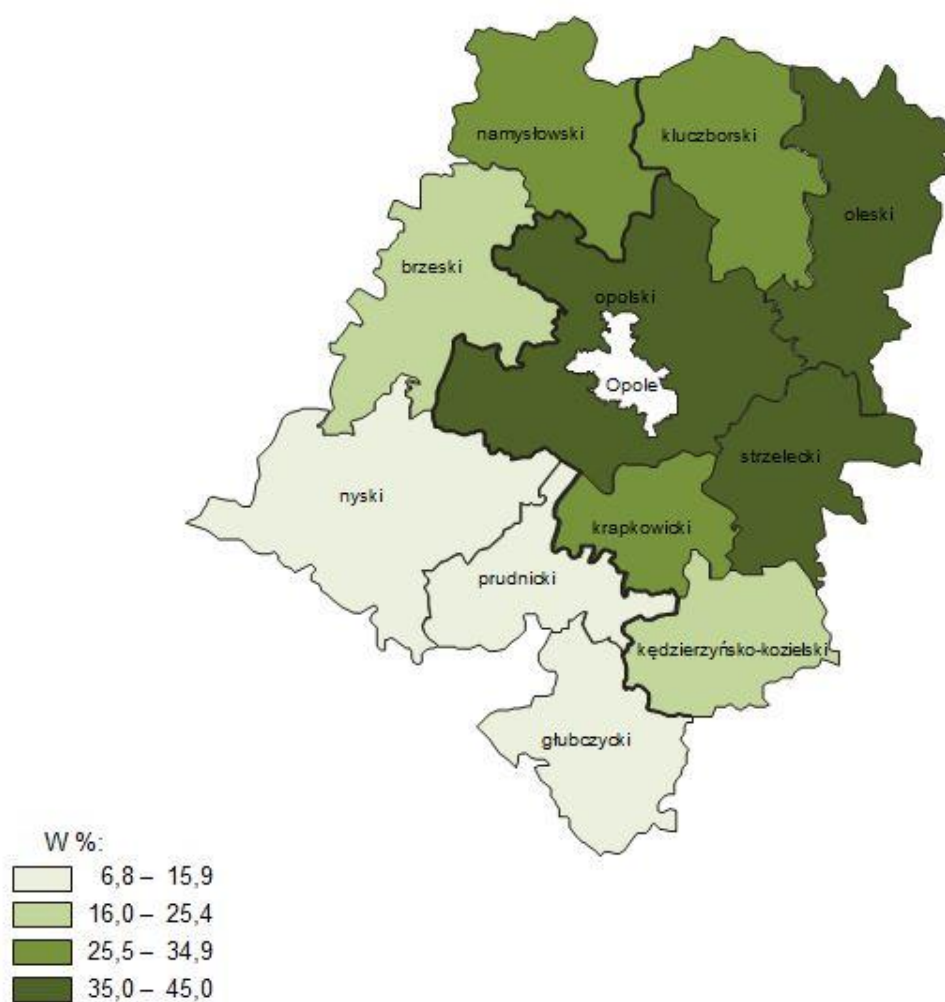 namysłowski
kluczborski
oleski
brzeski
opolski
Opole
strzelecki
nyski
krapkowicki
prudnicki
kędzierzyńsko-kozielski
głubczycki
W %:
6,8 – 15,9
16,0 – 25,4
25,5 – 34,9
35,0 – 45,0